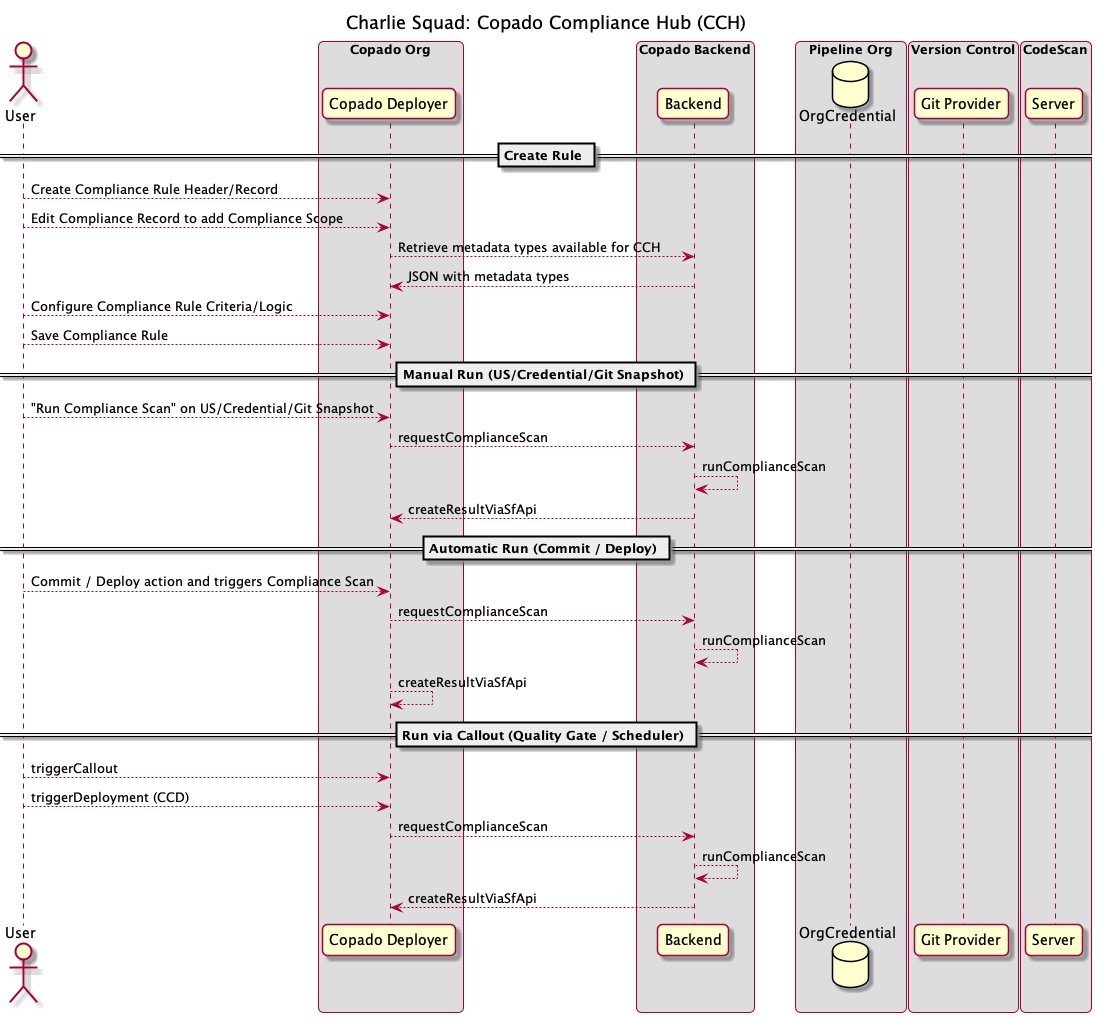 Charlie Squad: Copado Compliance Hub (CCH)
Copado Org
Copado Backend
Pipeline Org
Version Control
CodeScan
User
Copado Deployer
Backend
OrgCredential
Git Provider
Server
Create Rule
Create Compliance Rule Header/Record
Edit Compliance Record to add Compliance Scope
Retrieve metadata types available for CCH
JSON with metadata types
Configure Compliance Rule Criteria/Logic
Save Compliance Rule
Manual Run (US/Credential/Git Snapshot)
"Run Compliance Scan" on US/Credential/Git Snapshot
requestComplianceScan
runComplianceScan
createResultViaSfApi
Automatic Run (Commit / Deploy)
Commit / Deploy action and triggers Compliance Scan
requestComplianceScan
runComplianceScan
createResultViaSfApi
Run via Callout (Quality Gate / Scheduler)
triggerCallout
triggerDeployment (CCD)
requestComplianceScan
runComplianceScan
createResultViaSfApi
User
Copado Deployer
Backend
OrgCredential
Git Provider
Server